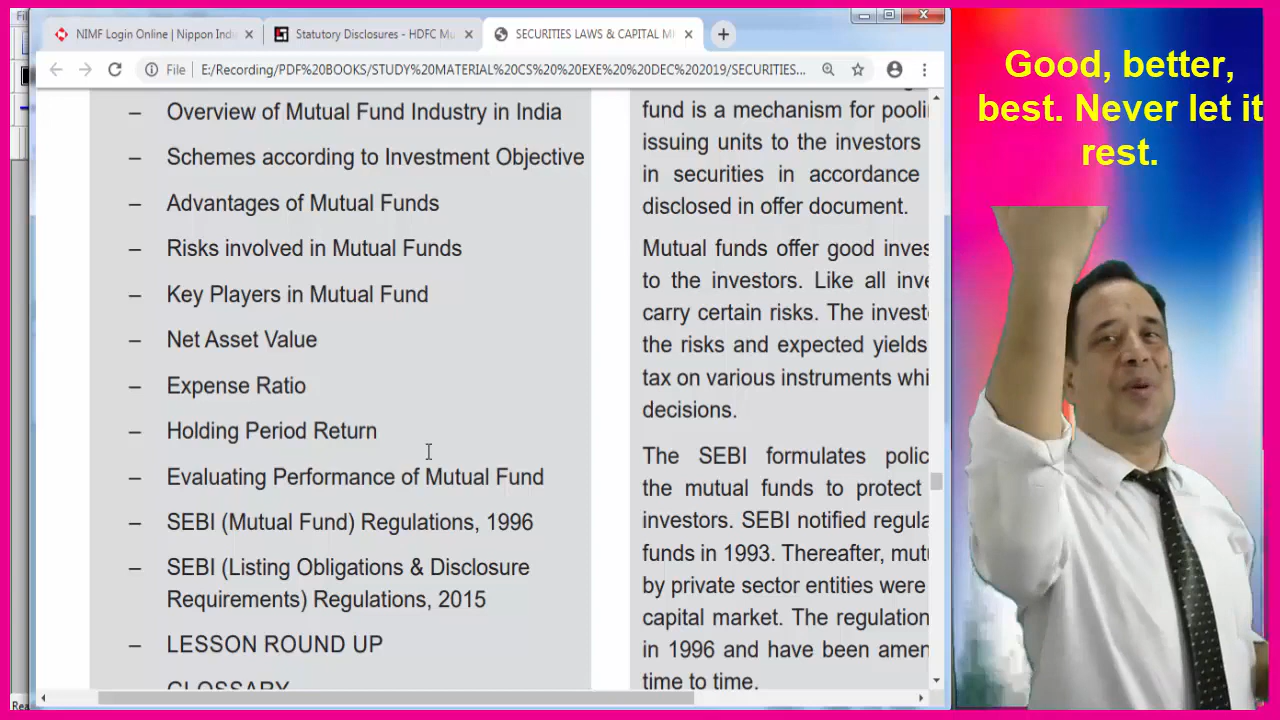 NIMF Login Online | Nippon Ind
Statutory Disclosures - HDFC Mu
SECURITIES LAWS & CAPITAL M
File
E:/Recording/PDF%20BOOKS/STUDY%20MATERIAL%20CS%20%20EXE%20%20DEC%202019/SECURITIES...
– Overview of Mutual Fund Industry in India
– Schemes according to Investment Objective
– Advantages of Mutual Funds
– Risks involved in Mutual Funds
– Key Players in Mutual Fund
– Net Asset Value
– Expense Ratio
– Holding Period Return
– Evaluating Performance of Mutual Fund
– SEBI (Mutual Fund) Regulations, 1996
– SEBI (Listing Obligations & Disclosure
Requirements) Regulations, 2015
– LESSON ROUND UP
– GLOSSARY
fund is a mechanism for pooli
issuing units to the investors
in securities in accordance
disclosed in offer document.
Mutual funds offer good inves
to the investors. Like all inve
carry certain risks. The investo
the risks and expected yields
tax on various instruments whi
decisions.
The SEBI formulates polic
the mutual funds to protect
investors. SEBI notified regula
funds in 1993. Thereafter, mutu
by private sector entities were
capital market. The regulation
in 1996 and have been amen
time to time.
Good, better,
best. Never let it
rest.